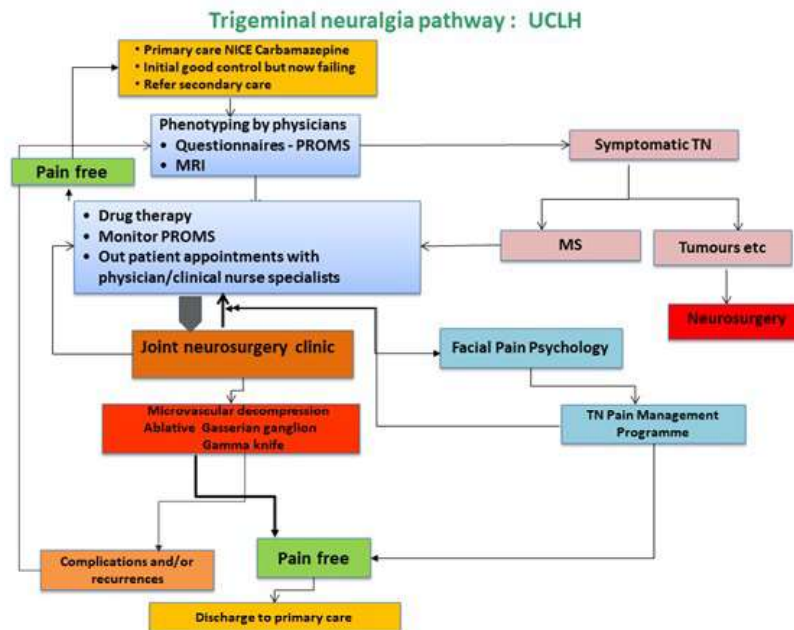 Trigeminal neuralgia pathway : UCLH
• Primary care NICE Carbamazepine
• Initial good control but now failing
• Refer secondary care
Phenotyping by physicians
• Questionnaires - PROMS
• MRI
Symptomatic TN
Pain free
• Drug therapy
• Monitor PROMS
• Out patient appointments with
physician/clinical nurse specialists
MS
Tumours etc
Neurosurgery
Joint neurosurgery clinic
Facial Pain Psychology
Microvascular decompression
Ablative Gasserian ganglion
Gamma knife
TN Pain Management
Programme
Complications and/or
recurrences
Pain free
Discharge to primary care